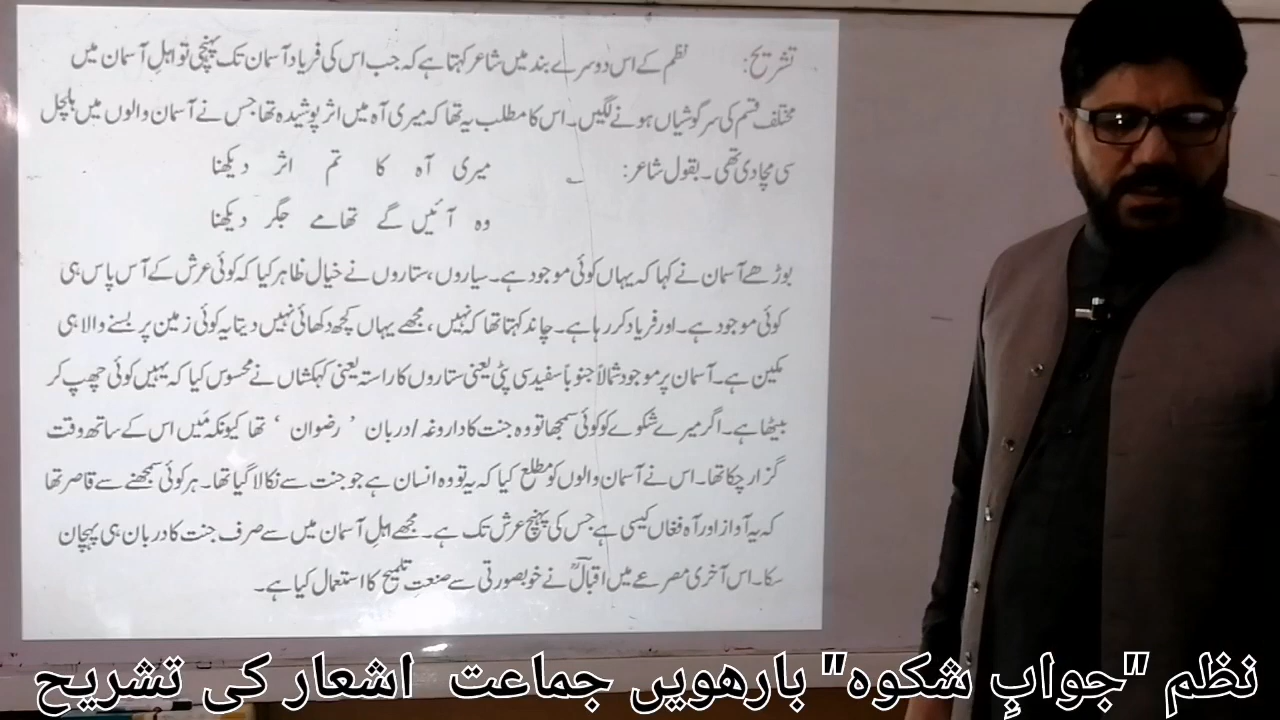 تشریح: نظم کے اس دوسرے بند میں شاعر کہتا ہے کہ جب اس کی فریاد آسمان تک پہنچی تو اہلِ آسمان میں
مختلف قسم کی سرگوشیاں ہونے لگیں۔ اس کا مطلب یہ تھا کہ میری آہ میں اثر پوشیدہ تھا جس نے آسمان والوں میں ہلچل
سی مچا دی تھی۔ بقول شاعر: ؎ میری آہ کا تم اثر دیکھنا
وہ آئیں گے تھامے جگر دیکھنا
بوڑھے آسمان نے کہا کہ یہاں کوئی موجود ہے۔ سیاروں، ستاروں نے خیال ظاہر کیا کہ کوئی عرش کے آس پاس ہی
کوئی موجود ہے۔ اور فریاد کر رہا ہے۔ چاند کہتا تھا کہ نہیں، مجھے یہاں کچھ دکھائی نہیں دیتا یہ کوئی زمین پر بسنے والا ہی
مکین ہے۔ آسمان پر موجود شمالاً جنوباً سفید سی پٹی یعنی ستاروں کا راستہ یعنی کہکشاں نے محسوس کیا کہ یہیں کوئی چھپ کر
بیٹھا ہے۔ اگر میرے شکوے کو کوئی سمجھا تو وہ جنت کا داروغہ/دربان ’رضوان‘ تھا کیونکہ مَیں اس کے ساتھ وقت
گزار چکا تھا۔ اس نے آسمان والوں کو مطلع کیا کہ یہ تو وہ انسان ہے جو جنت سے نکالا گیا تھا۔ ہر کوئی سمجھنے سے قاصر تھا
کہ یہ آواز اور آہ فغاں کیسی ہے جس کی پہنچ عرش تک ہے۔ مجھے اہلِ آسمان میں سے صرف جنت کا دربان ہی پہچان
سکا۔ اس آخری مصرعے میں اقبالؒ نے خوبصورتی سے صنعتِ تلمیح کا استعمال کیا ہے۔
نظم "جوابِ شکوہ" بارھویں جماعت اشعار کی تشریح